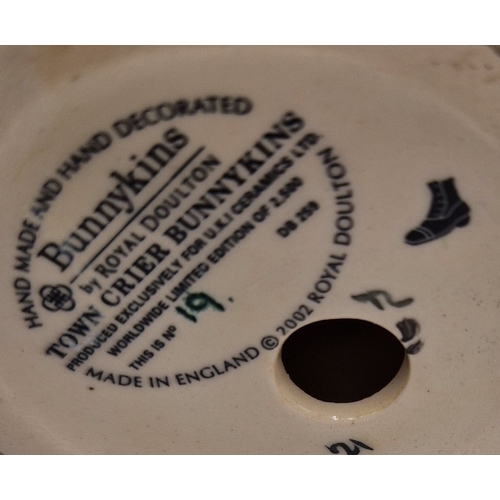 HAND MADE AND HAND DECORATED
Bunnykins
by ROYAL DOULTON
TOWN CRIER BUNNYKINS
PRODUCED EXCLUSIVELY FOR U.K.I CERAMICS LTD.
WORLDWIDE LIMITED EDITION OF 2,500
THIS IS Nº 19.
DB 259
MADE IN ENGLAND © 2002 ROYAL DOULTON